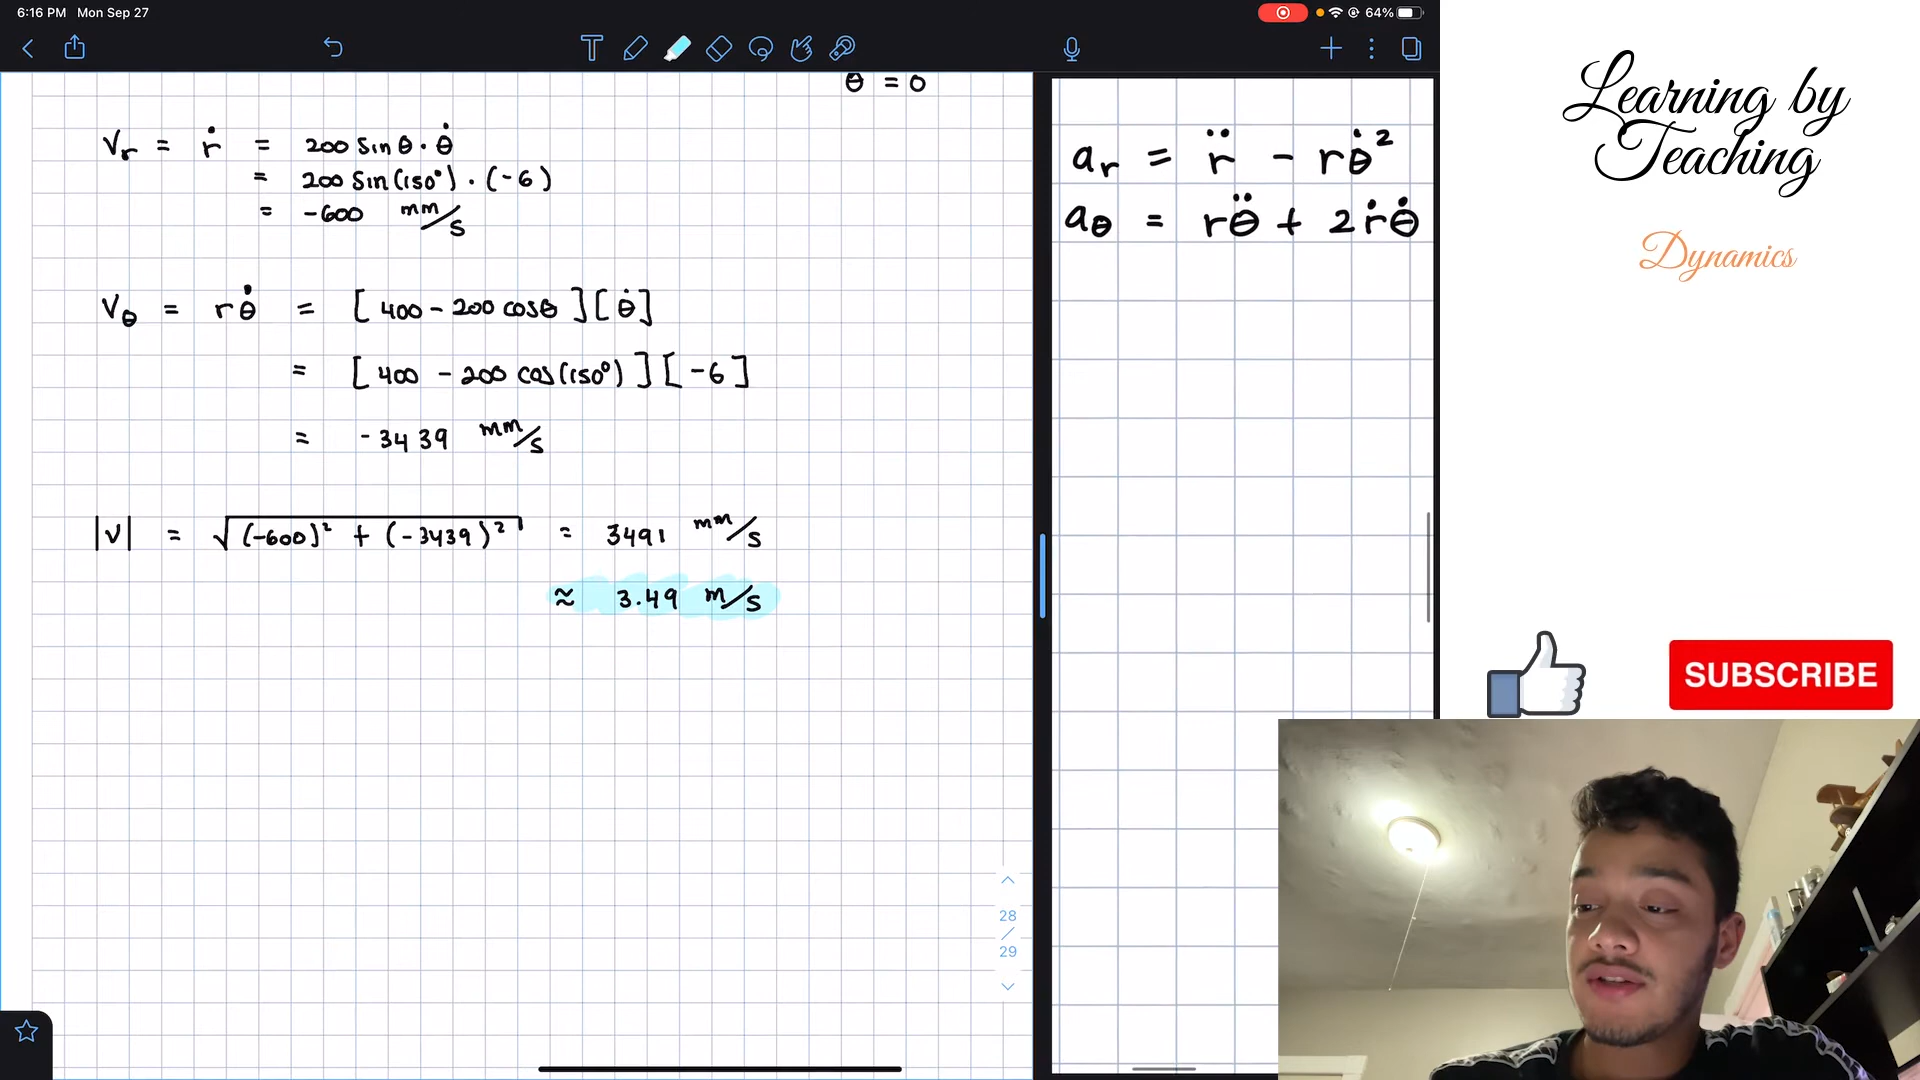 6:16 PM Mon Sep 27
64%
θ = 0
Vr = ṙ = 200 Sin θ · θ̇
= 200 Sin(150°) · (-6)
= -600 mm/s
Vθ = rθ̇ = [400 - 200 cosθ][θ̇]
= [400 - 200 cos(150°)][-6]
= -3439 mm/s
|V| = √(-600)² + (-3439)² = 3491 mm/s
≈ 3.49 m/s
28
/
29
ar = r̈ - rθ̇²
aθ = rθ̈ + 2ṙθ̇
Learning by
Teaching
Dynamics
SUBSCRIBE